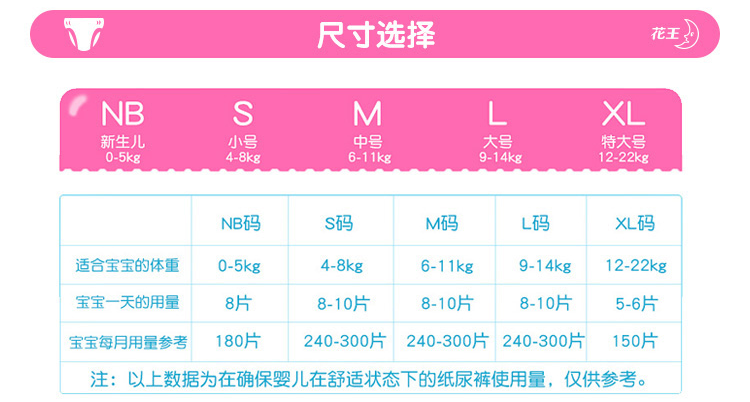 尺寸选择
花王
NB S M L XL
新生儿 小号 中号 大号 特大号
0-5kg 4-8kg 6-11kg 9-14kg 12-22kg
NB码 S码 M码 L码 XL码
适合宝宝的体重 0-5kg 4-8kg 6-11kg 9-14kg 12-22kg
宝宝一天的用量 8片 8-10片 8-10片 8-10片 5-6片
宝宝每月用量参考 180片 240-300片 240-300片 240-300片 150片
注：以上数据为在确保婴儿在舒适状态下的纸尿裤使用量，仅供参考。